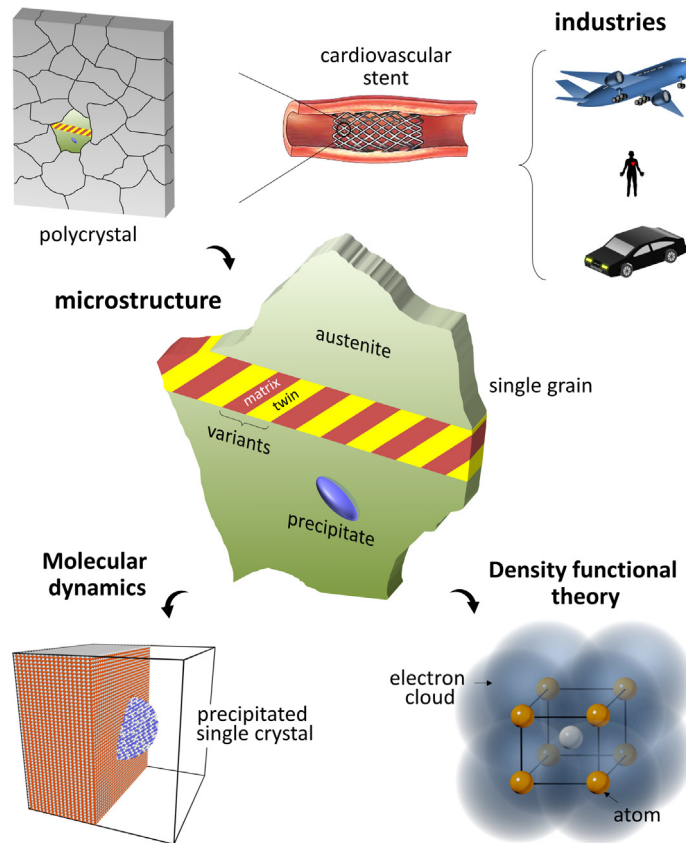 industries
cardiovascular
stent
polycrystal
microstructure
austenite
single grain
matrix
twin
variants
precipitate
Molecular
dynamics
Density functional
theory
electron
cloud
precipitated
single crystal
atom